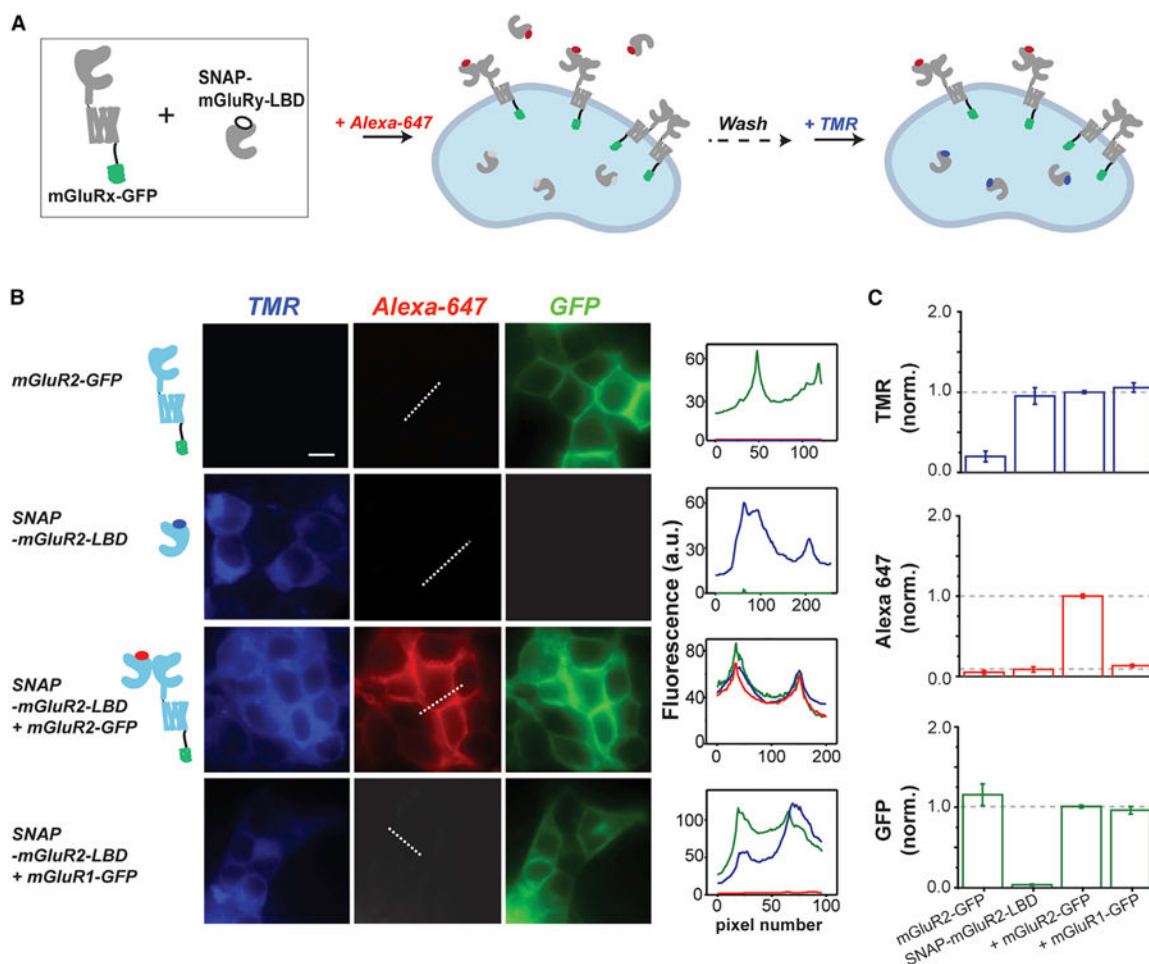 A
SNAP-
mGluRy-LBD
+
mGluRx-GFP
+ Alexa-647
Wash
+ TMR
B
TMR
Alexa-647
GFP
mGluR2-GFP
SNAP
-mGluR2-LBD
SNAP
-mGluR2-LBD
+ mGluR2-GFP
SNAP
-mGluR2-LBD
+ mGluR1-GFP
Fluorescence (a.u.)
60
30
0
0 50 100
60
30
0
0 100 200
80
40
0
0 100 200
100
50
0
0 50 100
pixel number
C
TMR
(norm.)
2.0
1.0
0.0
Alexa 647
(norm.)
2.0
1.0
0.0
GFP
(norm.)
2.0
1.0
0.0
mGluR2-GFP
SNAP-mGluR2-LBD
+ mGluR2-GFP
+ mGluR1-GFP